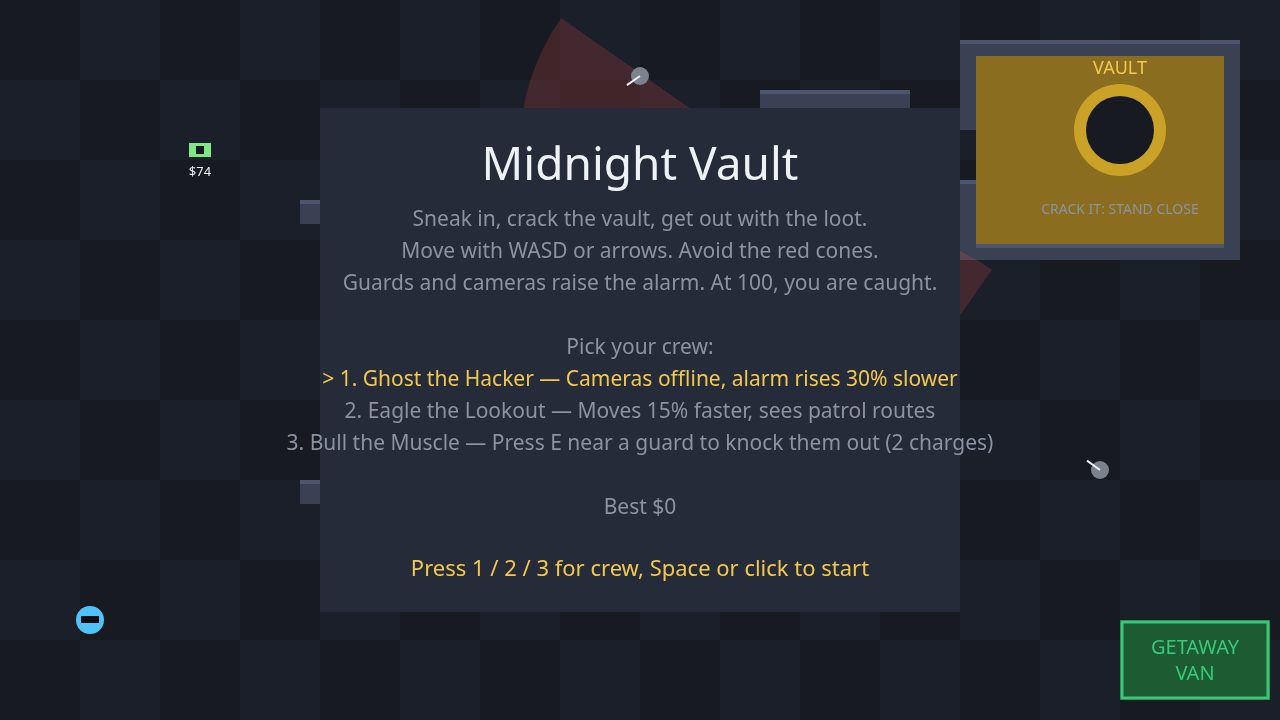 VAULT
$74
CRACK IT: STAND CLOSE
Midnight Vault
Sneak in, crack the vault, get out with the loot.
Move with WASD or arrows. Avoid the red cones.
Guards and cameras raise the alarm. At 100, you are caught.
Pick your crew:
> 1. Ghost the Hacker — Cameras offline, alarm rises 30% slower
2. Eagle the Lookout — Moves 15% faster, sees patrol routes
3. Bull the Muscle — Press E near a guard to knock them out (2 charges)
Best $0
Press 1 / 2 / 3 for crew, Space or click to start
GETAWAY
VAN